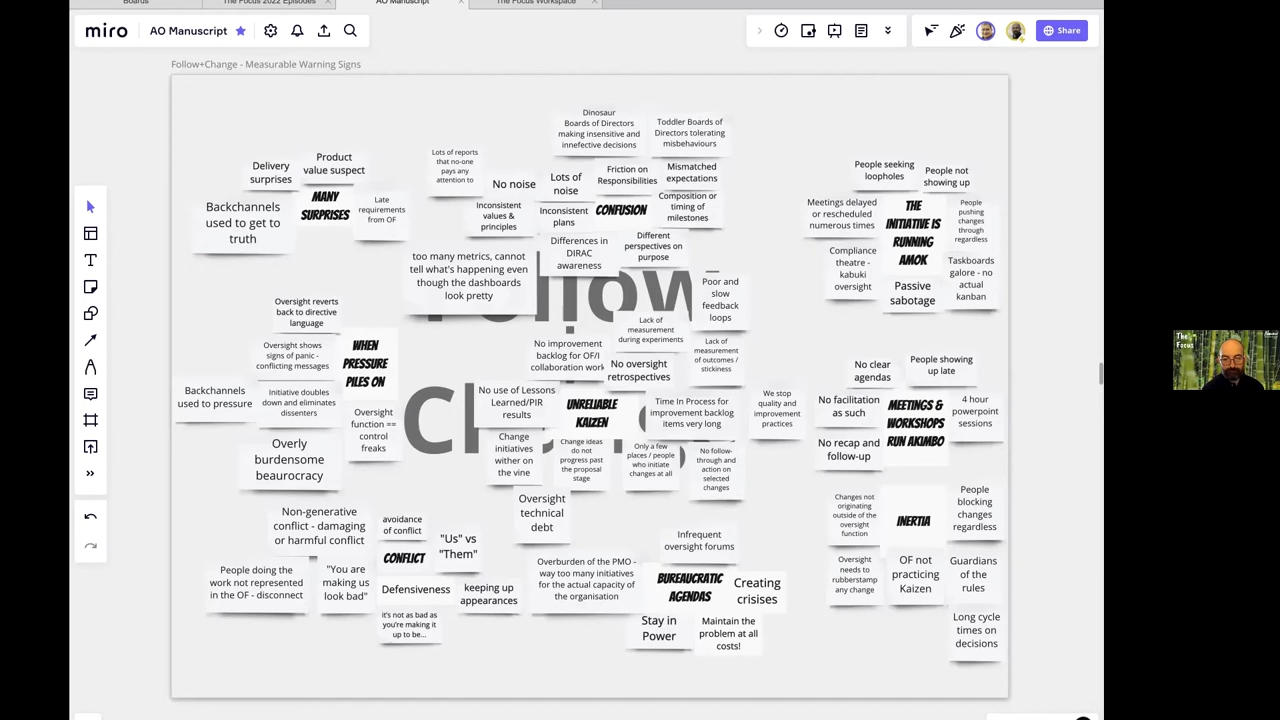 Boards
The Focus 2022 Episodes
AO Manuscript
The Focus Workspace
miro
AO Manuscript
Share
Follow+Change - Measurable Warning Signs
Follow
Delivery
surprises
Product
value suspect
MANY
SURPRISES
Late
requirements
from OF
Backchannels
used to get to
truth
Lots of reports
that no-one
pays any
attention to
No noise
Lots of
noise
Dinosaur
Boards of Directors
making insensitive and
innefective decisions
Toddler Boards of
Directors tolerating
misbehaviours
Friction on
Responsibilities
Mismatched
expectations
Inconsistent
values &
principles
Inconsistent
plans
CONFUSION
Composition or
timing of
milestones
Differences in
DIRAC
awareness
Different
perspectives on
purpose
too many metrics, cannot
tell what's happening even
though the dashboards
look pretty
People seeking
loopholes
People not
showing up
Meetings delayed
or rescheduled
numerous times
THE
INITIATIVE IS
RUNNING
AMOK
People
pushing
changes
through
regardless
Compliance
theatre -
kabuki
oversight
Passive
sabotage
Taskboards
galore - no
actual
kanban
Oversight reverts
back to directive
language
Oversight shows
signs of panic -
conflicting messages
WHEN
PRESSURE
PILES ON
Backchannels
used to pressure
Initiative doubles
down and eliminates
dissenters
Oversight
function ==
control
freaks
Overly
burdensome
beaurocracy
Poor and
slow
feedback
loops
Lack of
measurement
during experiments
No improvement
backlog for OF/I
collaboration work
No oversight
retrospectives
Lack of
measurement
of outcomes /
stickiness
No use of Lessons
Learned/PIR
results
UNRELIABLE
KAIZEN
Time In Process for
improvement backlog
items very long
We stop
quality and
improvement
practices
Change
initiatives
wither on
the vine
Change ideas
do not
progress past
the proposal
stage
Only a few
places / people
who initiate
changes at all
No follow-
through and
action on
selected
changes
Oversight
technical
debt
No clear
agendas
People showing
up late
No facilitation
as such
MEETINGS &
WORKSHOPS
RUN AKIMBO
4 hour
powerpoint
sessions
No recap and
follow-up
Non-generative
conflict - damaging
or harmful conflict
avoidance
of conflict
"Us" vs
"Them"
CONFLICT
People doing the
work not represented
in the OF - disconnect
"You are
making us
look bad"
Defensiveness
keeping up
appearances
it's not as bad as
you're making it
up to be...
Infrequent
oversight forums
Overburden of the PMO -
way too many initiatives
for the actual capacity of
the organisation
BUREAUCRATIC
AGENDAS
Creating
crisises
Stay in
Power
Maintain the
problem at all
costs!
Changes not
originating
outside of the
oversight
function
INERTIA
People
blocking
changes
regardless
Oversight
needs to
rubberstamp
any change
OF not
practicing
Kaizen
Guardians
of the
rules
Long cycle
times on
decisions
The
Focus